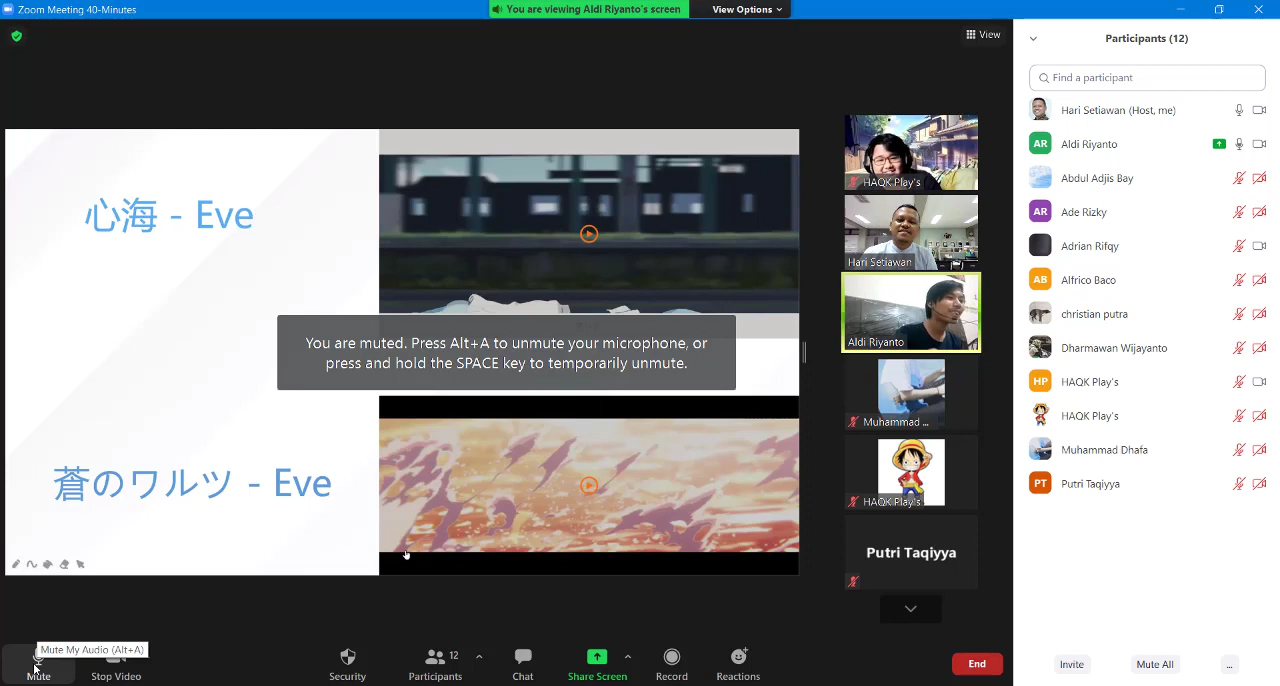 Zoom Meeting 40-Minutes
You are viewing Aldi Riyanto's screen
View Options
View
心海 - Eve
蒼のワルツ - Eve
You are muted. Press Alt+A to unmute your microphone, or
press and hold the SPACE key to temporarily unmute.
HAQK Play's
Hari Setiawan
Aldi Riyanto
Muhammad ...
HAQK Play's
Putri Taqiyya
Mute My Audio (Alt+A)
Mute
Stop Video
Security
12
Participants
Chat
Share Screen
Record
Reactions
End
Participants (12)
Find a participant
Hari Setiawan (Host, me)
AR Aldi Riyanto
Abdul Adjis Bay
AR Ade Rizky
Adrian Rifqy
AB Alfrico Baco
christian putra
Dharmawan Wijayanto
HP HAQK Play's
HAQK Play's
Muhammad Dhafa
PT Putri Taqiyya
Invite
Mute All
...